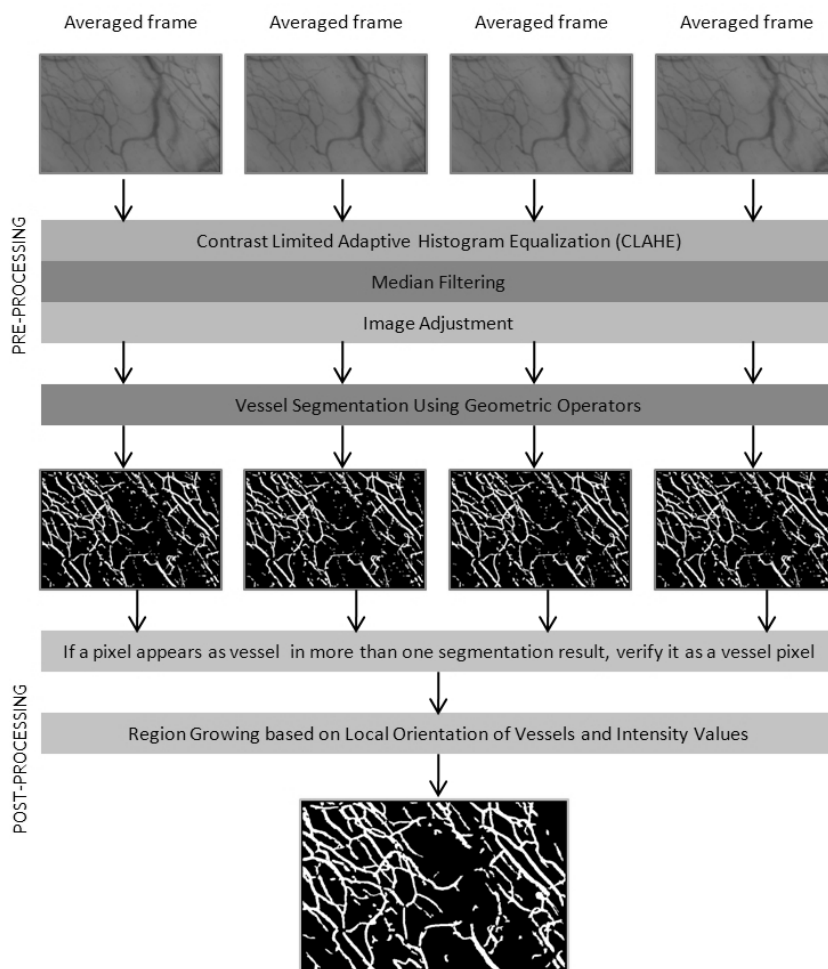 Averaged frame Averaged frame Averaged frame Averaged frame
PRE-PROCESSING
Contrast Limited Adaptive Histogram Equalization (CLAHE)
Median Filtering
Image Adjustment
Vessel Segmentation Using Geometric Operators
POST-PROCESSING
If a pixel appears as vessel in more than one segmentation result, verify it as a vessel pixel
Region Growing based on Local Orientation of Vessels and Intensity Values